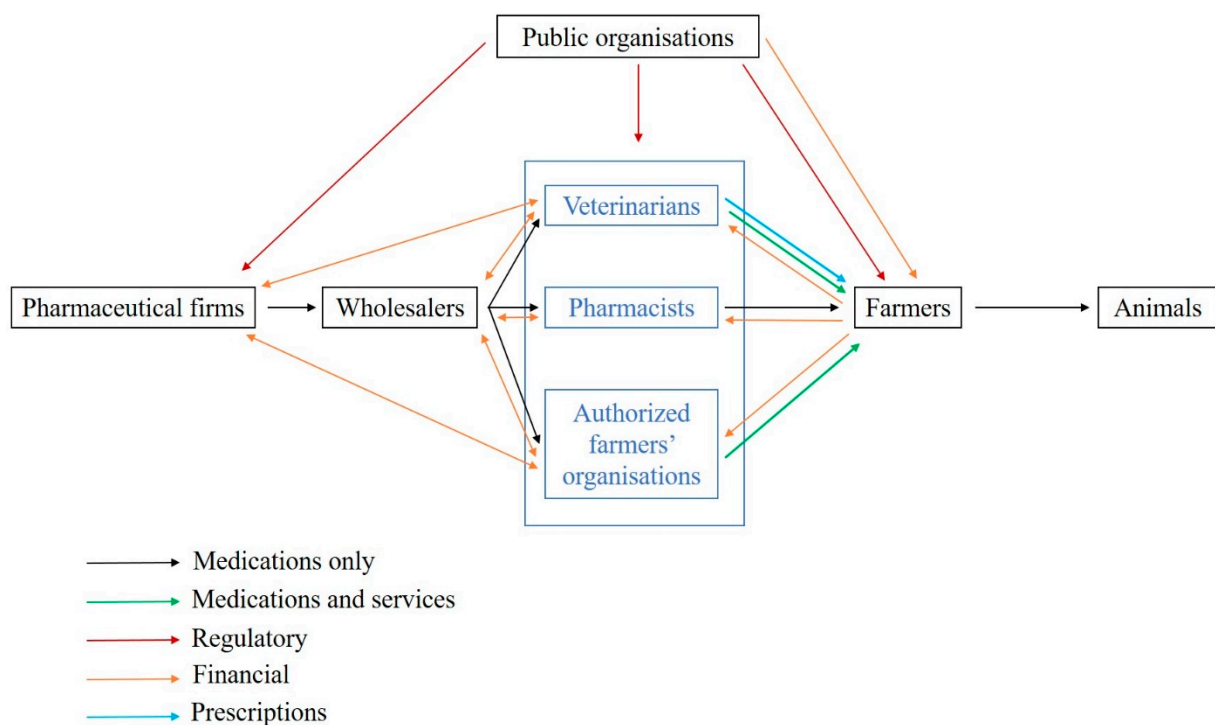 Public organisations
Veterinarians
Pharmaceutical firms
Wholesalers
Pharmacists
Farmers
Animals
Authorized
farmers’
organisations
Medications only
Medications and services
Regulatory
Financial
Prescriptions